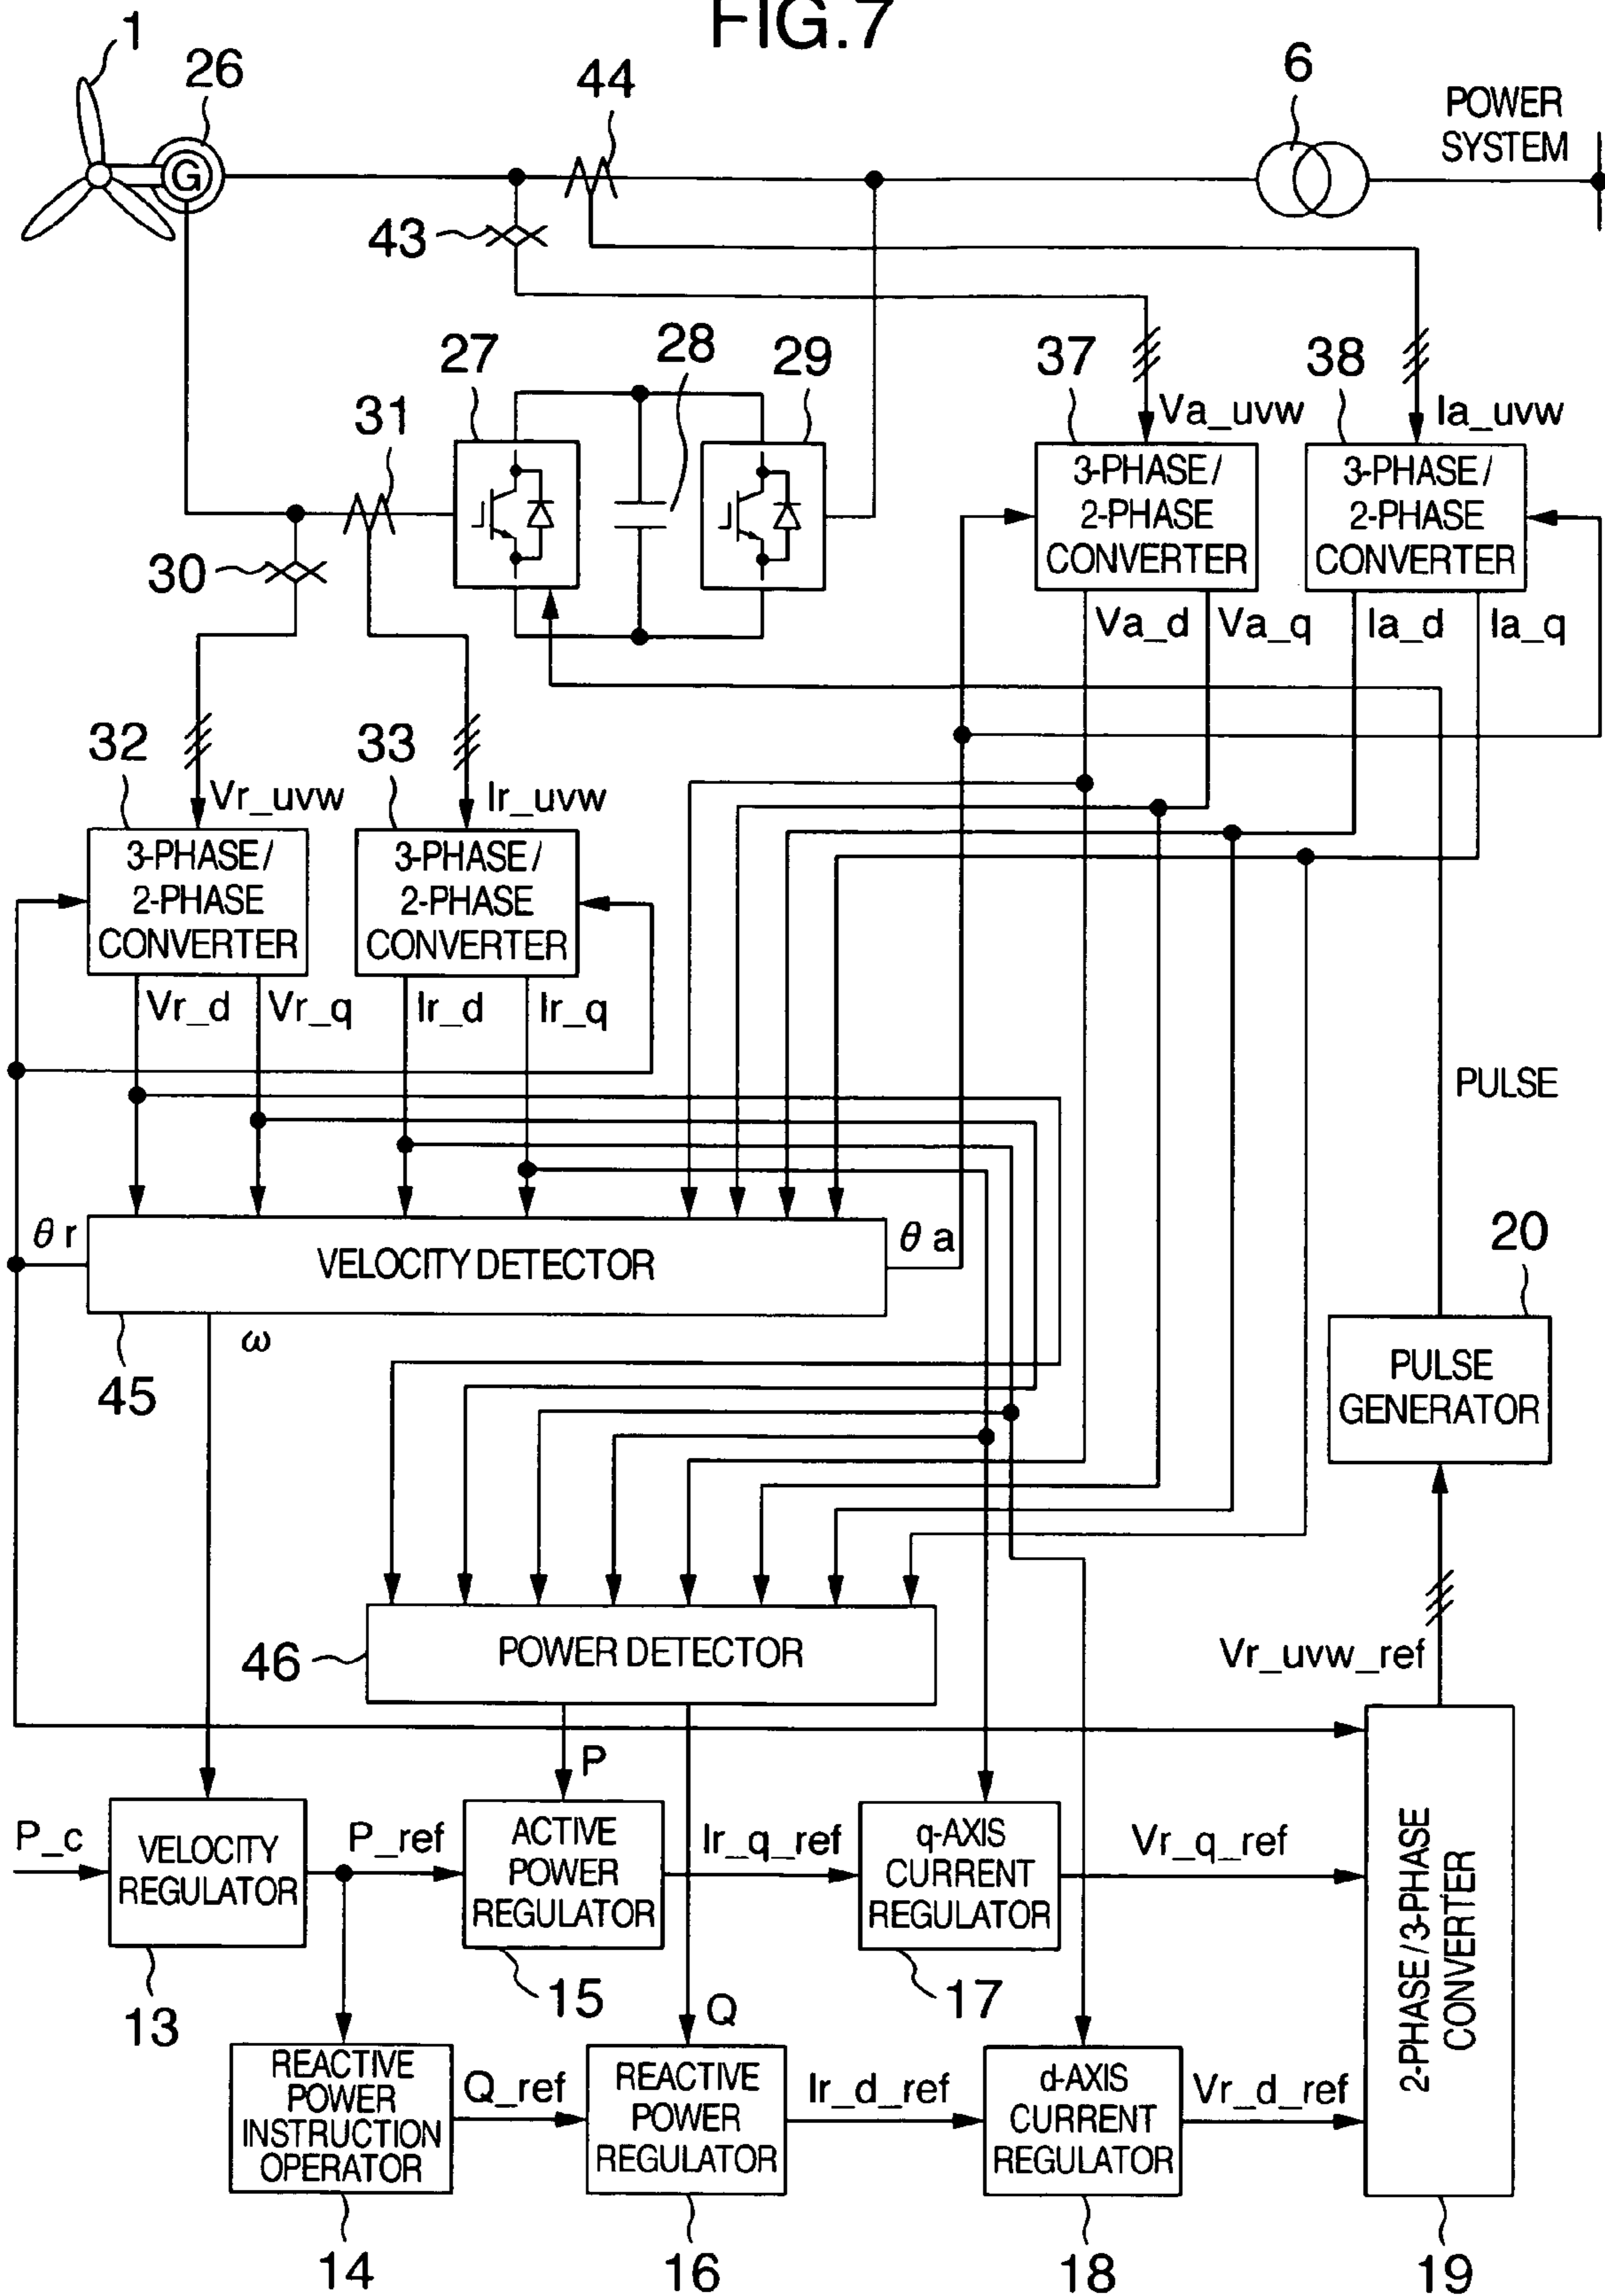 FIG.7
1
26
44
6
POWER
SYSTEM
G
43
27
28
29
37
38
31
Va_uvw
Ia_uvw
3-PHASE/
2-PHASE
CONVERTER
3-PHASE/
2-PHASE
CONVERTER
30
Va_d
Va_q
Ia_d
Ia_q
32
33
Vr_uvw
Ir_uvw
3-PHASE/
2-PHASE
CONVERTER
3-PHASE/
2-PHASE
CONVERTER
Vr_d
Vr_q
Ir_d
Ir_q
PULSE
θ r
VELOCITY DETECTOR
θ a
20
ω
45
PULSE
GENERATOR
46
POWER DETECTOR
Vr_uvw_ref
P
P_c
VELOCITY
REGULATOR
P_ref
ACTIVE
POWER
REGULATOR
Ir_q_ref
q-AXIS
CURRENT
REGULATOR
Vr_q_ref
2-PHASE/3-PHASE
CONVERTER
13
15
17
Q
REACTIVE
POWER
INSTRUCTION
OPERATOR
Q_ref
REACTIVE
POWER
REGULATOR
Ir_d_ref
d-AXIS
CURRENT
REGULATOR
Vr_d_ref
14
16
18
19